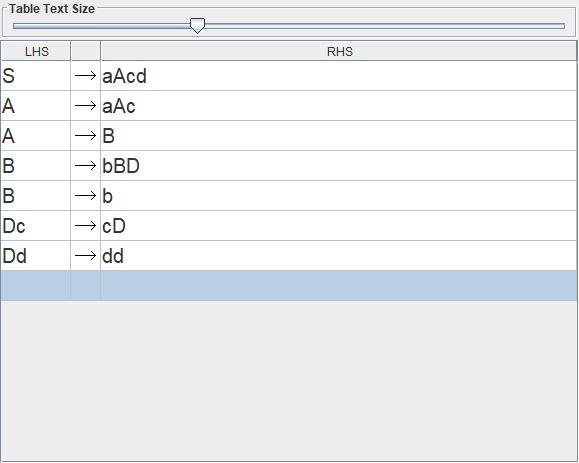 Table Text Size
LHS RHS
S → aAcd
A → aAc
A → B
B → bBD
B → b
Dc → cD
Dd → dd